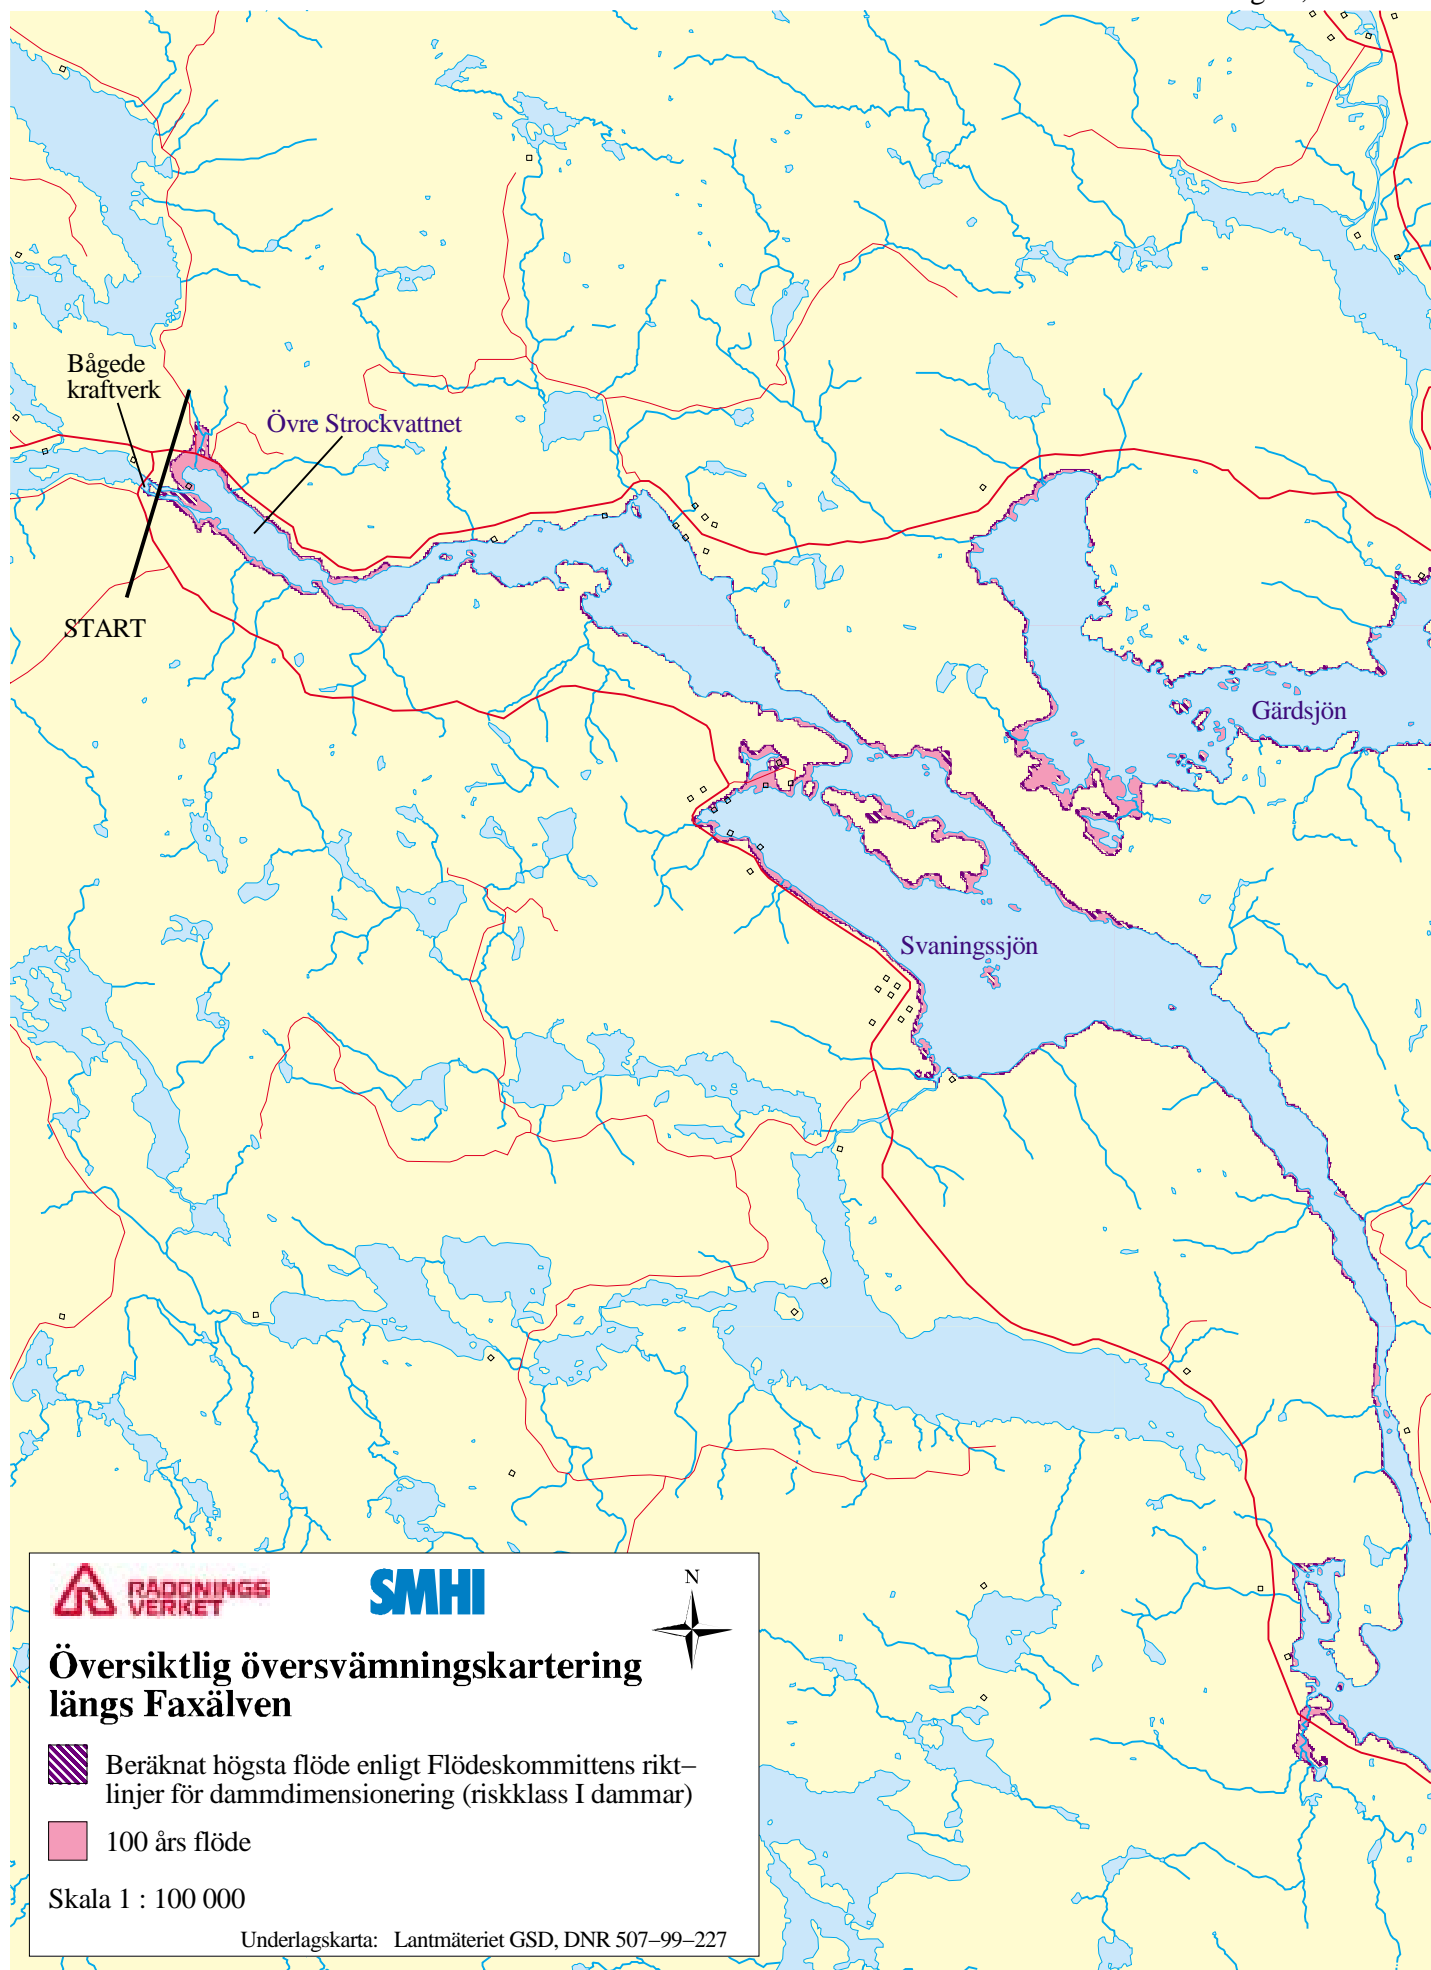 Bågede
kraftverk
Övre Strockvattnet
START
Gärdsjön
Svaningssjön
RÄDDNINGS
VERKET
SMHI
N
Översiktlig översvämningskartering
längs Faxälven
Beräknat högsta flöde enligt Flödeskommittens rikt–
linjer för dammdimensionering (riskklass I dammar)
100 års flöde
Skala 1 : 100 000
Underlagskarta: Lantmäteriet GSD, DNR 507–99–227